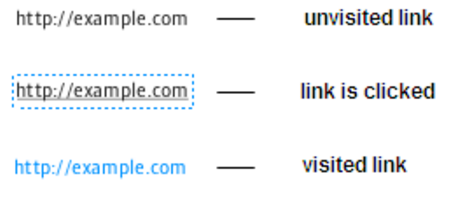 http://example.com — unvisited link
http://example.com — link is clicked
http://example.com — visited link